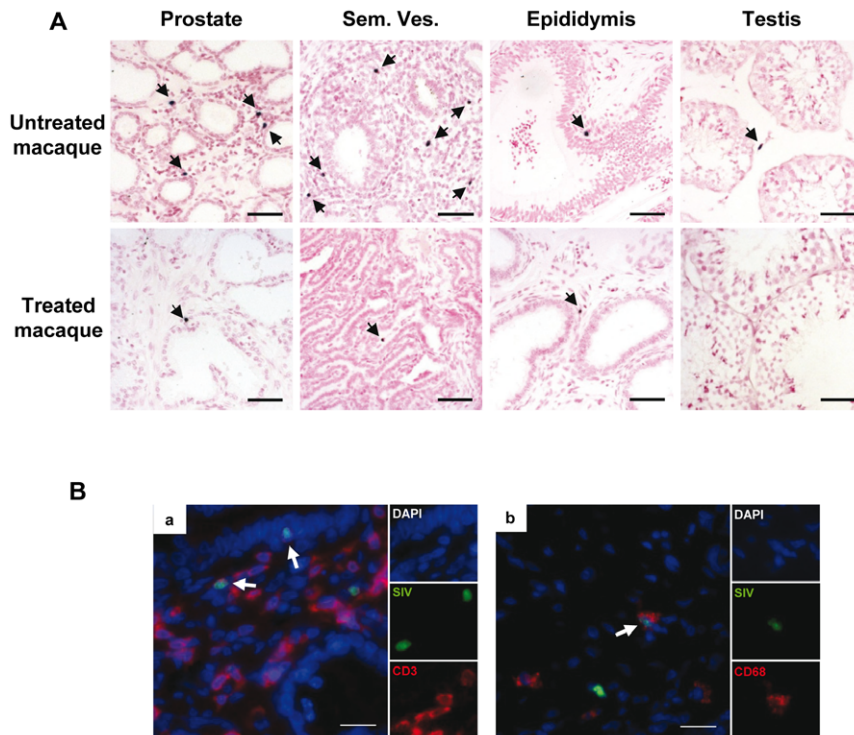 A
Prostate
Sem. Ves.
Epididymis
Testis
Untreated
macaque
Treated
macaque
B
a
DAPI
SIV
CD3
b
DAPI
SIV
CD68